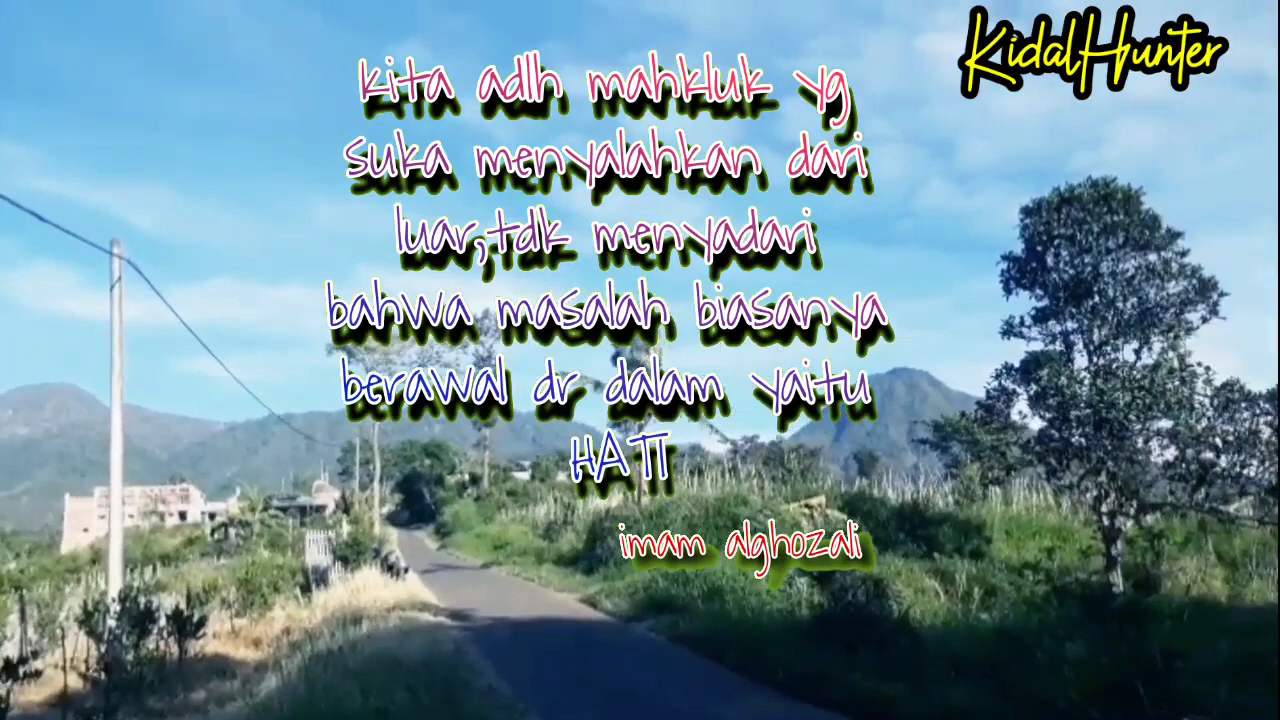 KidalHunter
kita adlh mahkluk yg
suka menyalahkan dari
luar,tdk menyadari
bahwa masalah biasanya
berawal dr dalam yaitu
HATI
imam alghozali